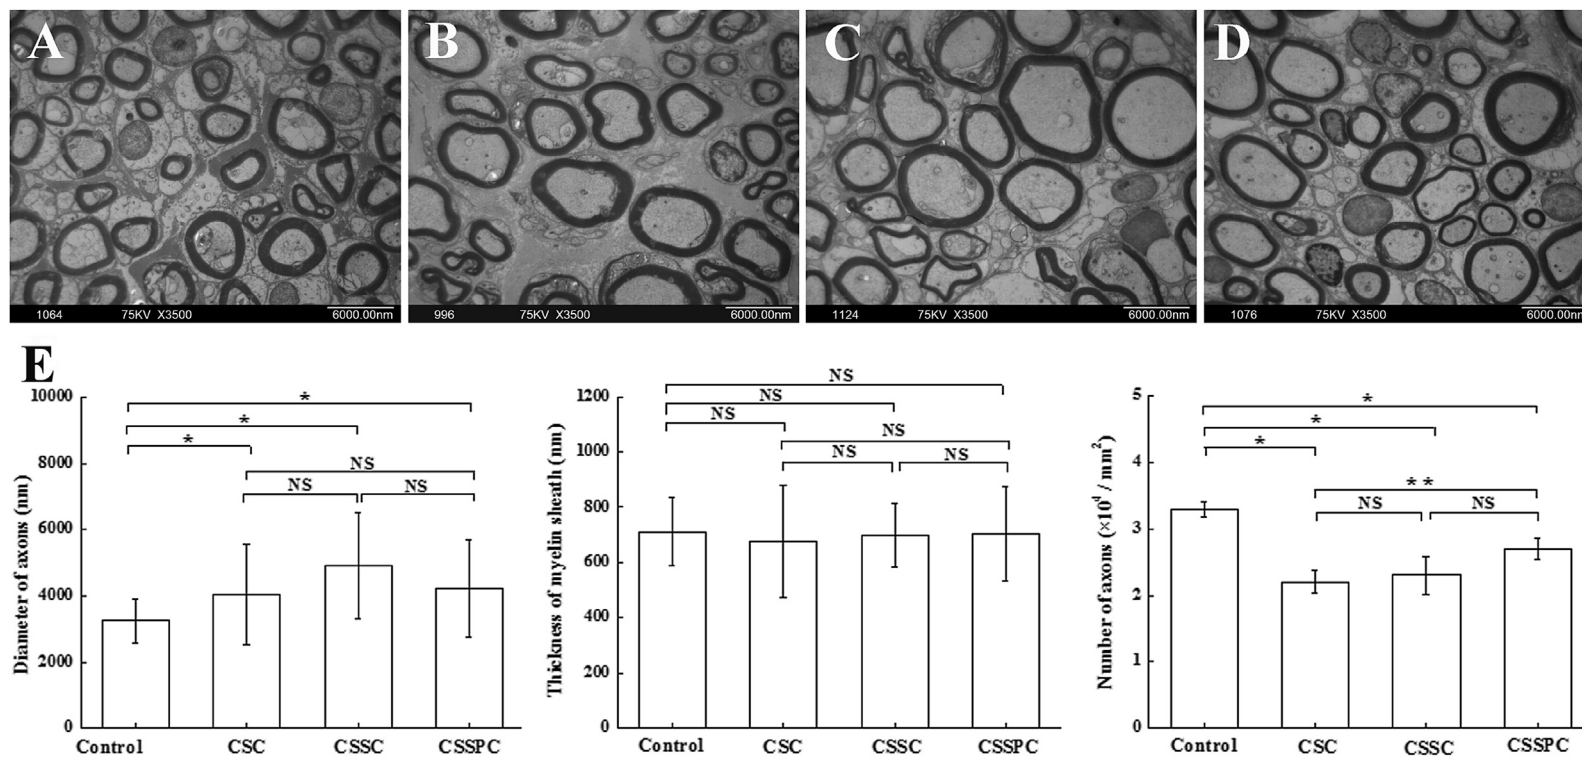 A
B
C
D
1064 75KV X3500 6000.00nm
996 75KV X3500 6000.00nm
1124 75KV X3500 6000.00nm
1076 75KV X3500 6000.00nm
E
Diameter of axons (nm)
10000
8000
6000
4000
2000
0
*
*
*
NS
NS
NS
Control CSC CSSC CSSPC
Thickness of myelin sheath (nm)
1200
1000
800
600
400
200
0
NS
NS
NS
NS
NS
NS
Control CSC CSSC CSSPC
Number of axons (×10⁴ / mm²)
5
4
3
2
1
0
*
*
*
**
NS
NS
Control CSC CSSC CSSPC